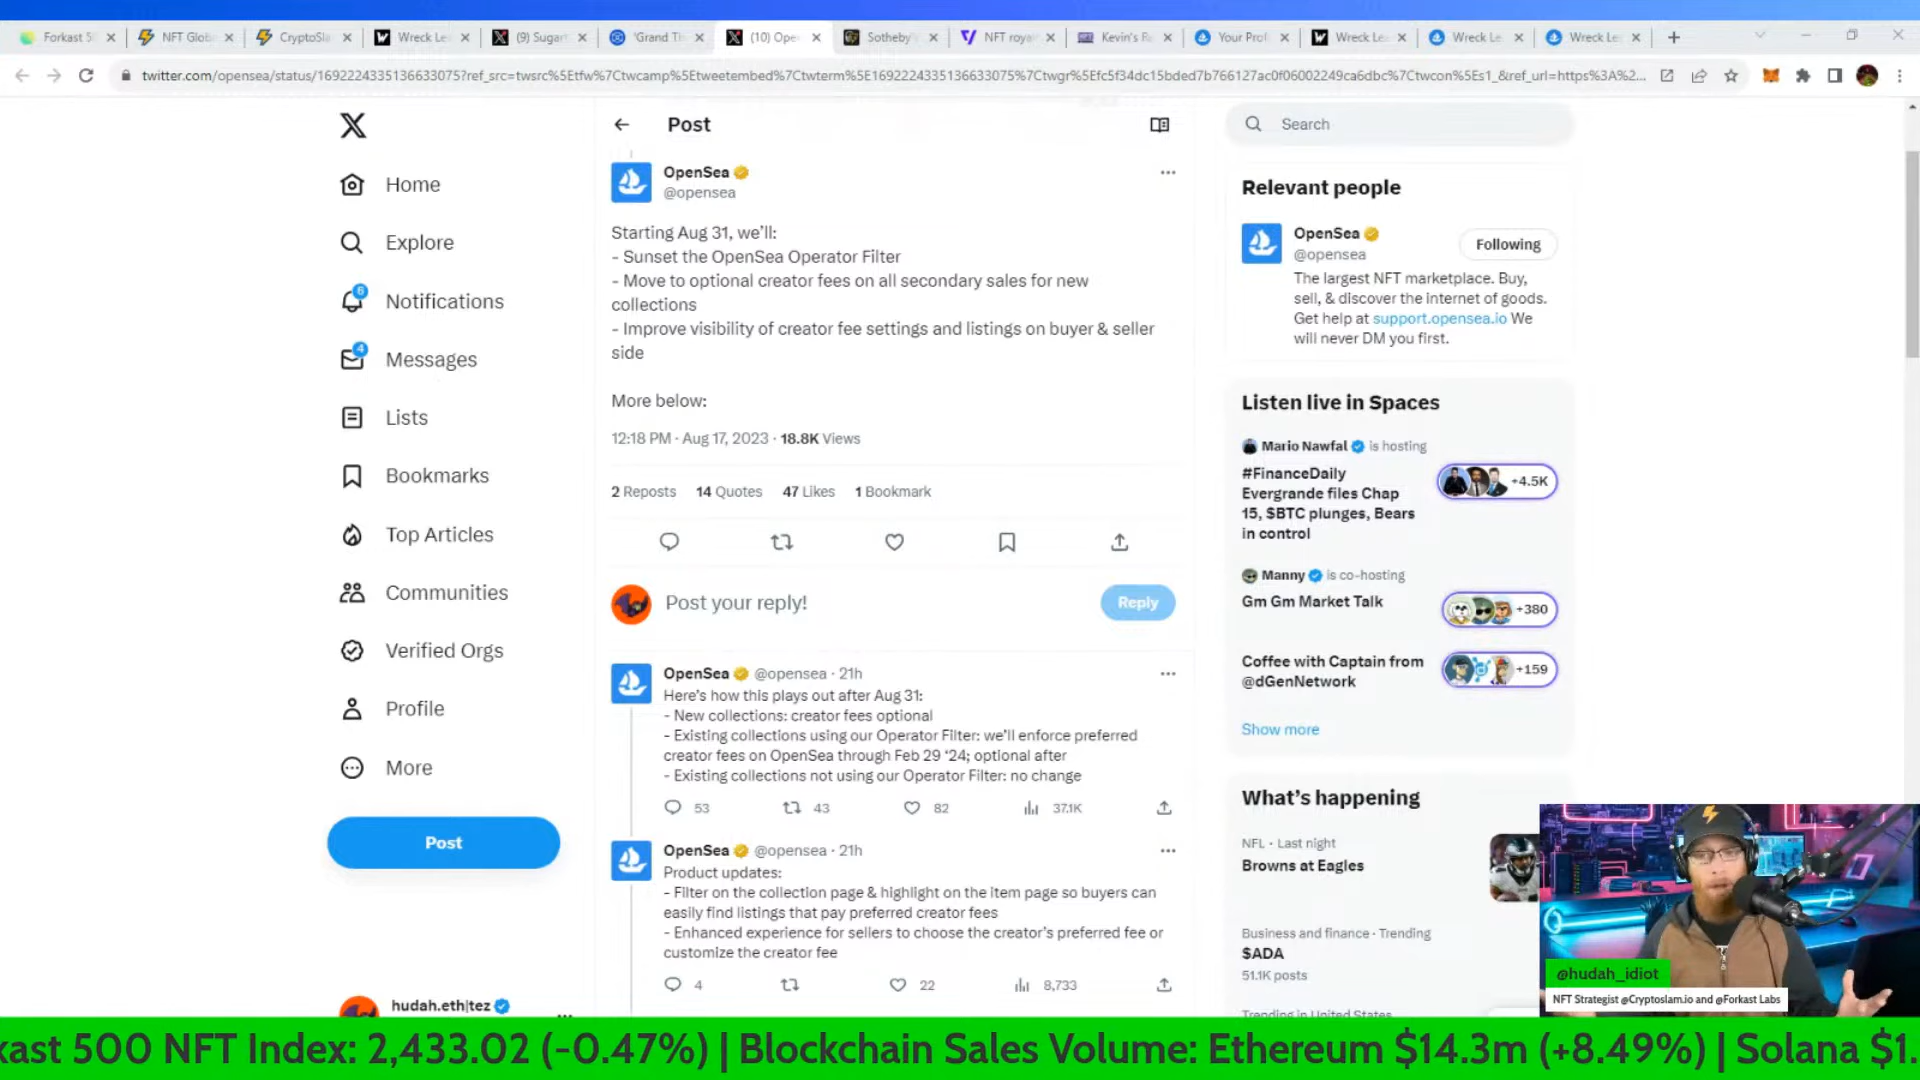 Forkast 5
NFT Glob
CryptoSla
Wreck Le
(9) Sugar
'Grand Th
(10) Ope
Sotheby'
NFT roya
Kevin's R
Your Prof
Wreck Le
Wreck Le
Wreck Le
twitter.com/opensea/status/1692224335136633075?ref_src=twsrc%5Etfw%7Ctwcamp%5Etweetembed%7Ctwterm%5E1692224335136633075%7Ctwgr%5Efc5f34dc15bded7b766127ac0f06002249ca6dbc%7Ctwcon%5Es1_&ref_url=https%3A%2...
Home
Explore
6
Notifications
4
Messages
Lists
Bookmarks
Top Articles
Communities
Verified Orgs
Profile
More
Post
hudah.eth|tez
Post
OpenSea
@opensea
Starting Aug 31, we'll:
- Sunset the OpenSea Operator Filter
- Move to optional creator fees on all secondary sales for new
collections
- Improve visibility of creator fee settings and listings on buyer & seller
side
More below:
12:18 PM · Aug 17, 2023 · 18.8K Views
2 Reposts 14 Quotes 47 Likes 1 Bookmark
Post your reply!
Reply
OpenSea @opensea · 21h
Here's how this plays out after Aug 31:
- New collections: creator fees optional
- Existing collections using our Operator Filter: we'll enforce preferred
creator fees on OpenSea through Feb 29 '24; optional after
- Existing collections not using our Operator Filter: no change
53 43 82 37.1K
OpenSea @opensea · 21h
Product updates:
- Filter on the collection page & highlight on the item page so buyers can
easily find listings that pay preferred creator fees
- Enhanced experience for sellers to choose the creator's preferred fee or
customize the creator fee
4 22 8,733
Search
Relevant people
OpenSea
@opensea
Following
The largest NFT marketplace. Buy,
sell, & discover the internet of goods.
Get help at support.opensea.io We
will never DM you first.
Listen live in Spaces
Mario Nawfal is hosting
#FinanceDaily
Evergrande files Chap
15, $BTC plunges, Bears
in control
+4.5K
Manny is co-hosting
Gm Gm Market Talk
+380
Coffee with Captain from
@dGenNetwork
+159
Show more
What's happening
NFL · Last night
Browns at Eagles
Business and finance · Trending
$ADA
51.1K posts
Trending in United States
@hudah_idiot
NFT Strategist @Cryptoslam.io and @Forkast Labs
kast 500 NFT Index: 2,433.02 (-0.47%) | Blockchain Sales Volume: Ethereum $14.3m (+8.49%) | Solana $1.